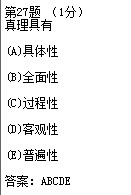 第27题 （1分）
真理具有
(A)具体性
(B)全面性
(C)过程性
(D)客观性
(E)普遍性
答案：ABCDE